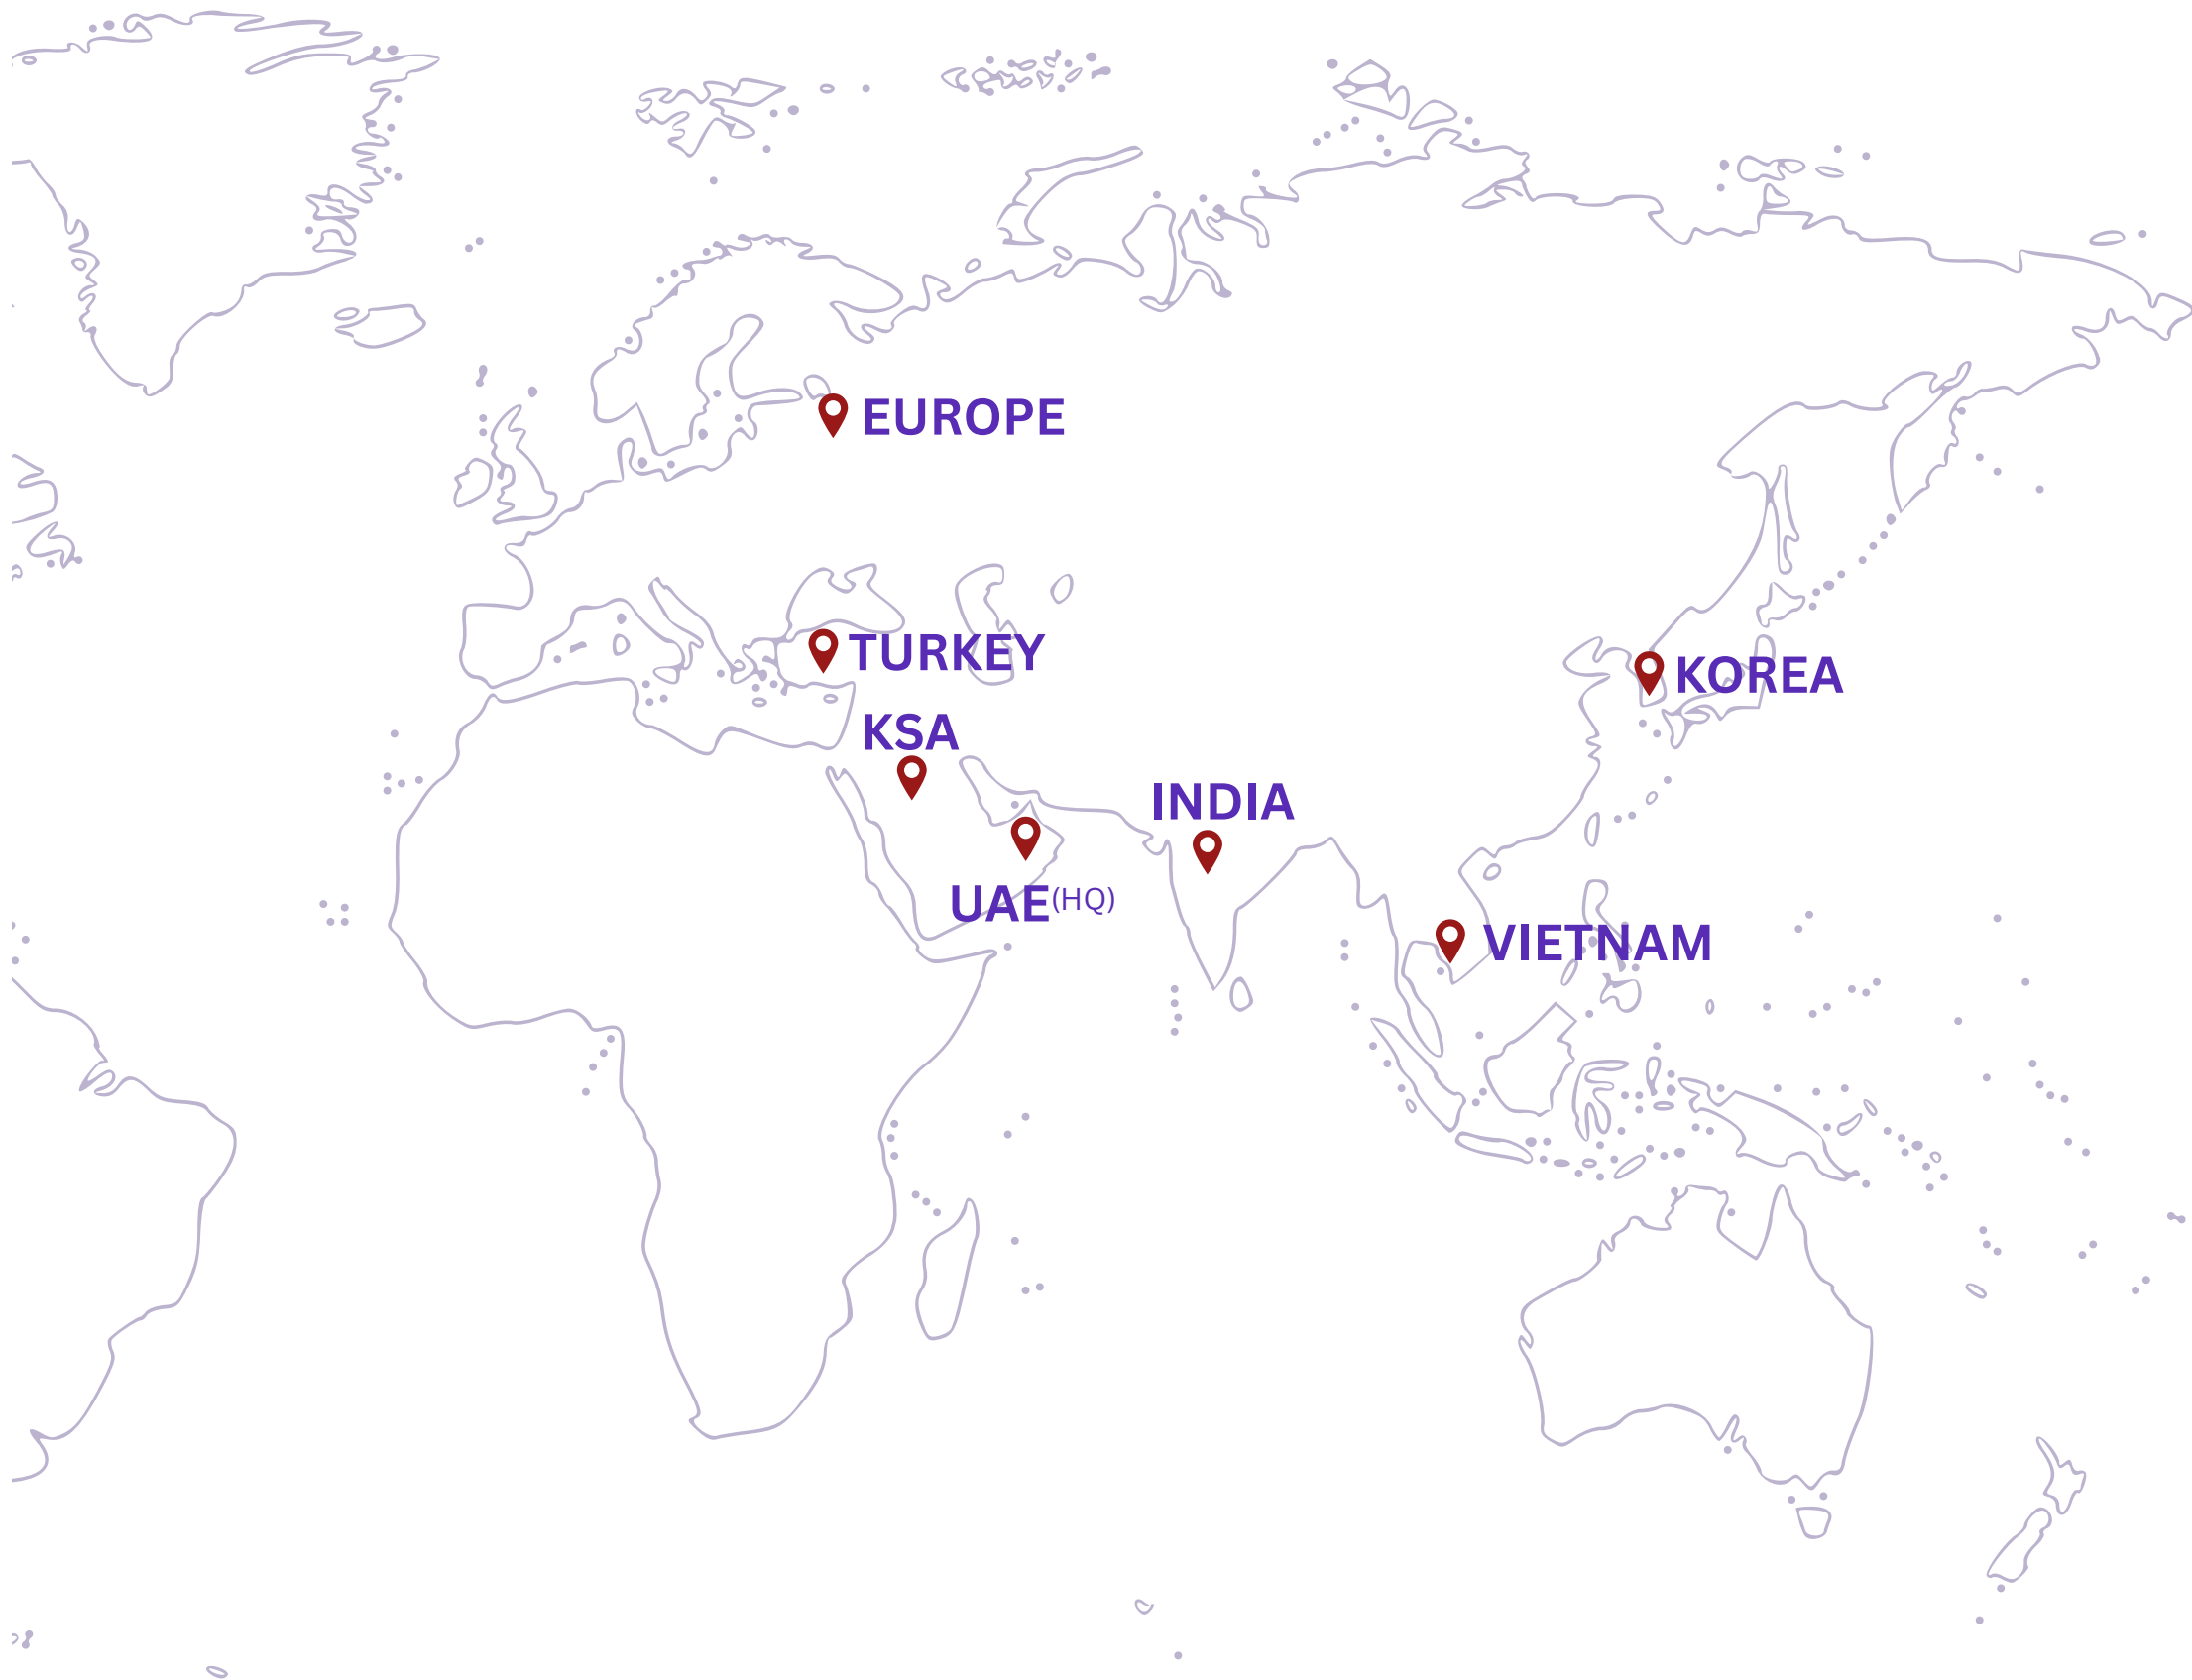 EUROPE
TURKEY
KOREA
KSA
INDIA
UAE(HQ)
VIETNAM